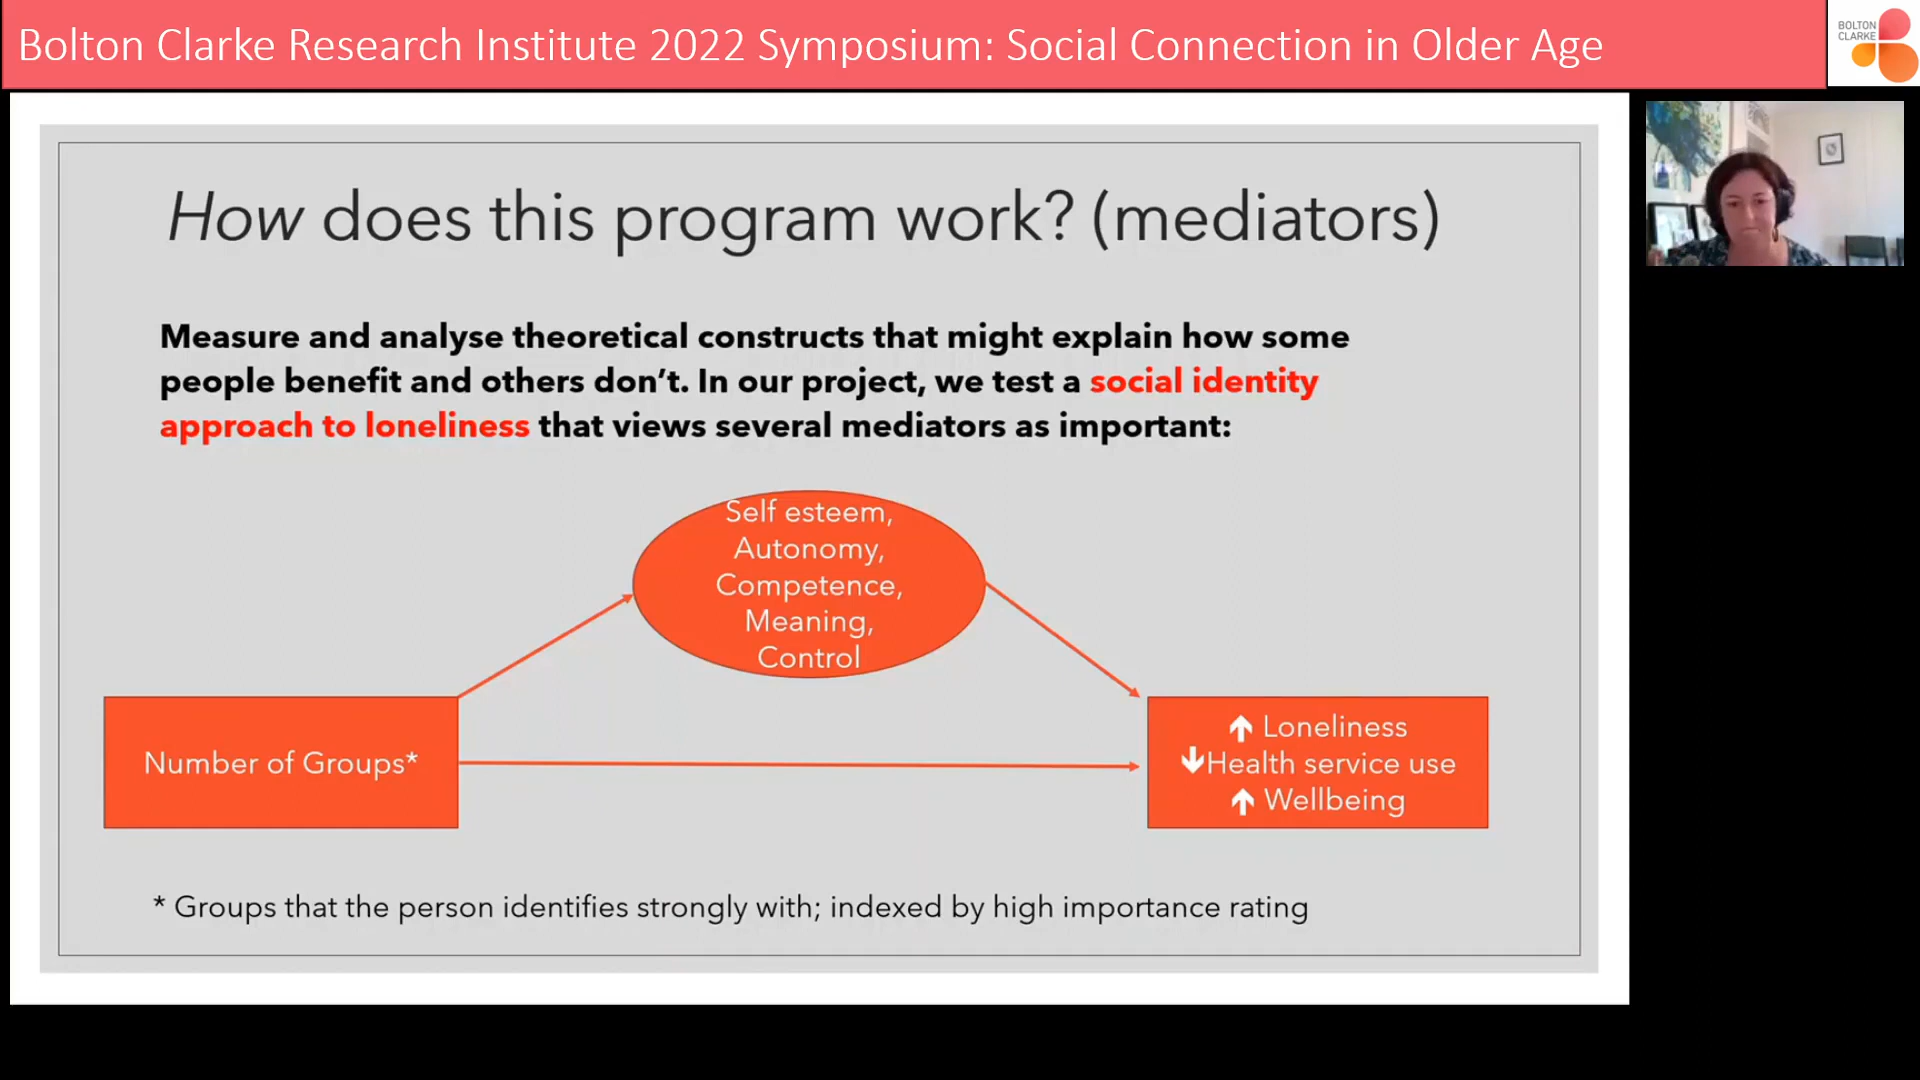 Bolton Clarke Research Institute 2022 Symposium: Social Connection in Older Age
BOLTON
CLARKE
How does this program work? (mediators)
Measure and analyse theoretical constructs that might explain how some
people benefit and others don’t. In our project, we test a social identity
approach to loneliness that views several mediators as important:
Self esteem,
Autonomy,
Competence,
Meaning,
Control
Number of Groups*
↑ Loneliness
↓Health service use
↑ Wellbeing
* Groups that the person identifies strongly with; indexed by high importance rating